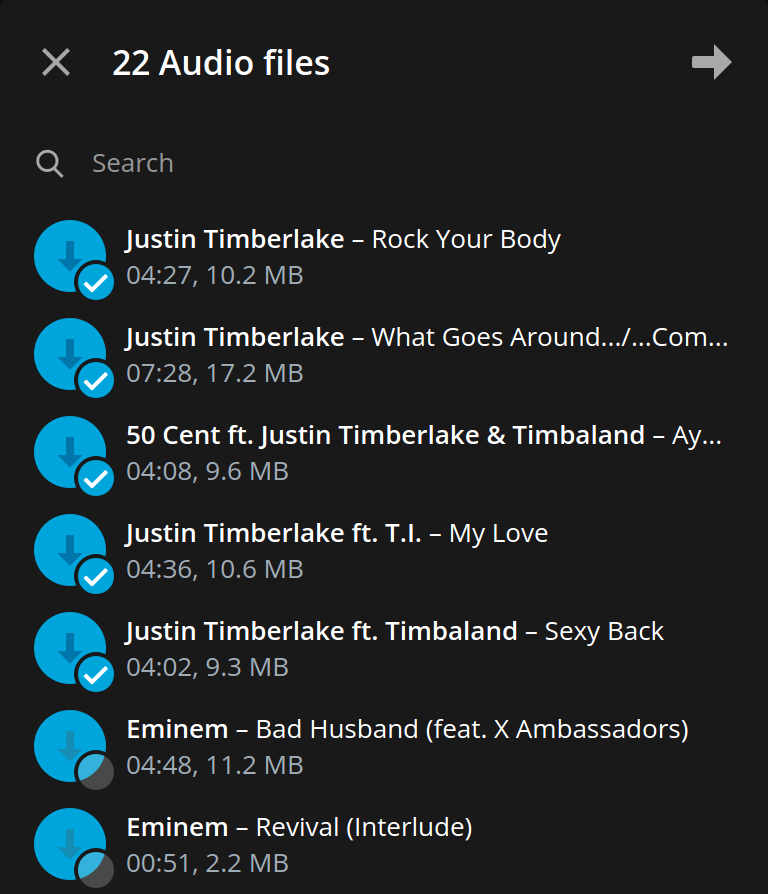 22 Audio files
Search
Justin Timberlake – Rock Your Body
04:27, 10.2 MB
Justin Timberlake – What Goes Around.../...Com...
07:28, 17.2 MB
50 Cent ft. Justin Timberlake & Timbaland – Ay...
04:08, 9.6 MB
Justin Timberlake ft. T.I. – My Love
04:36, 10.6 MB
Justin Timberlake ft. Timbaland – Sexy Back
04:02, 9.3 MB
Eminem – Bad Husband (feat. X Ambassadors)
04:48, 11.2 MB
Eminem – Revival (Interlude)
00:51, 2.2 MB